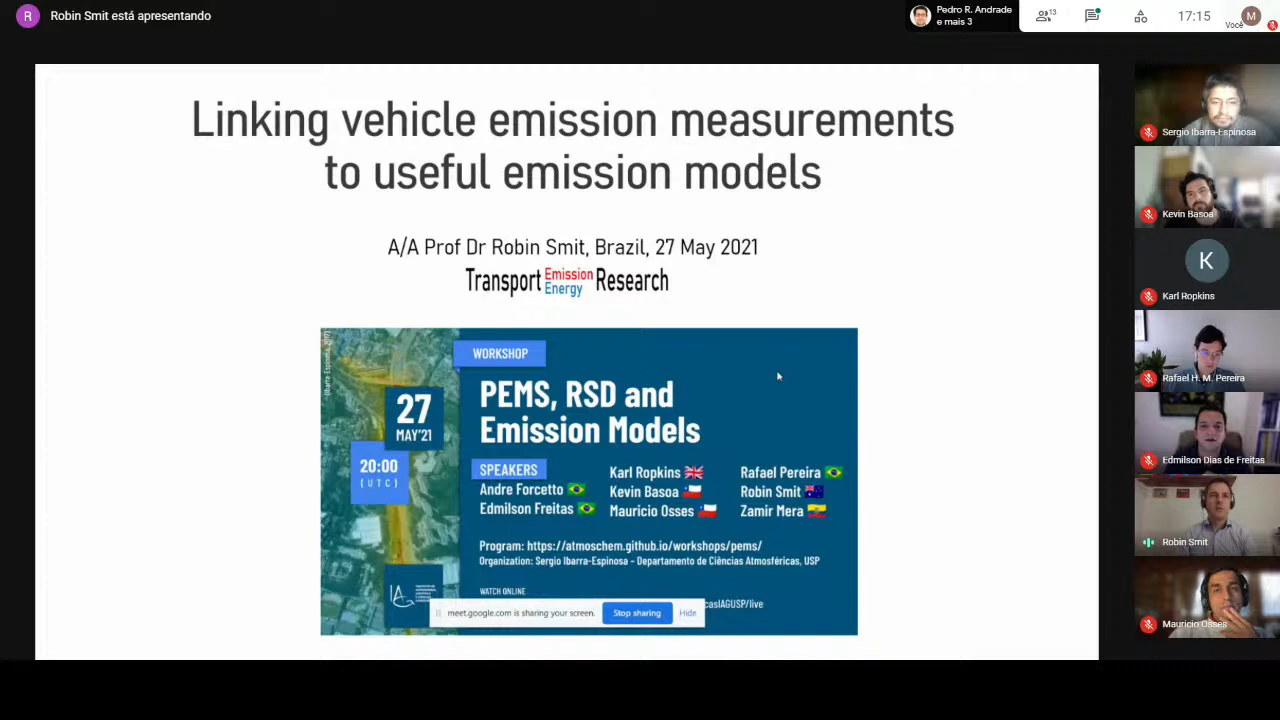 R Robin Smit está apresentando
Pedro R. Andrade
e mais 3
13
17:15
Você
M
Linking vehicle emission measurements
to useful emission models
A/A Prof Dr Robin Smit, Brazil, 27 May 2021
Transport Emission Energy Research
WORKSHOP
27
MAY'21
20:00
(UTC)
PEMS, RSD and
Emission Models
SPEAKERS
Andre Forcetto
Edmilson Freitas
Karl Ropkins
Kevin Basoa
Mauricio Osses
Rafael Pereira
Robin Smit
Zamir Mera
Program: https://atmoschem.github.io/workshops/pems/
Organization: Sergio Ibarra-Espinosa - Departamento de Ciências Atmosféricas, USP
WATCH ONLINE
casIAGUSP/live
meet.google.com is sharing your screen.
Stop sharing
Hide
Sergio Ibarra-Espinosa
Kevin Basoa
K
Karl Ropkins
Rafael H. M. Pereira
Edmilson Dias de Freitas
Robin Smit
Mauricio Osses